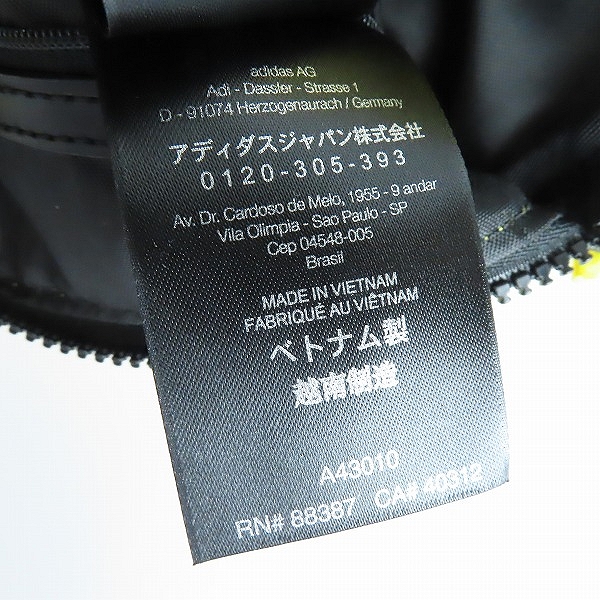 adidas AG
Adi - Dassler - Strasse 1
D - 91074 Herzogenaurach / Germany
アディダスジャパン株式会社
0120-305-393
Av. Dr. Cardoso de Melo, 1955 - 9 andar
Vila Olimpia - Sao Paulo - SP
Cep 04548-005
Brasil
MADE IN VIETNAM
FABRIQUÉ AU VIÊTNAM
ベトナム製
越南制造
A43010
RN# 88387 CA# 40312